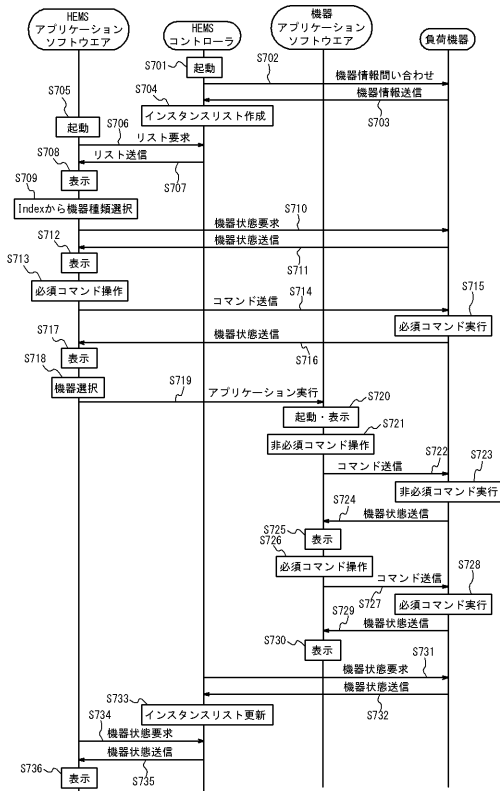 HEMS
アプリケーション
ソフトウエア
HEMS
コントローラ
機器
アプリケーション
ソフトウエア
負荷機器
S701
起動
S702
機器情報問い合わせ
機器情報送信
S703
S704
インスタンスリスト作成
S705
起動
S706
リスト要求
リスト送信
S707
S708
表示
S709
Indexから機器種類選択
S710
機器状態要求
機器状態送信
S711
S712
表示
S713
必須コマンド操作
S714
コマンド送信
S715
必須コマンド実行
機器状態送信
S716
S717
表示
S718
機器選択
S719
アプリケーション実行
S720
起動・表示
S721
非必須コマンド操作
S722
コマンド送信
S723
非必須コマンド実行
S724
機器状態送信
S725
表示
S726
必須コマンド操作
コマンド送信
S727
S728
必須コマンド実行
S729
機器状態送信
S730
表示
S731
機器状態要求
機器状態送信
S732
S733
インスタンスリスト更新
S734
機器状態要求
機器状態送信
S735
S736
表示